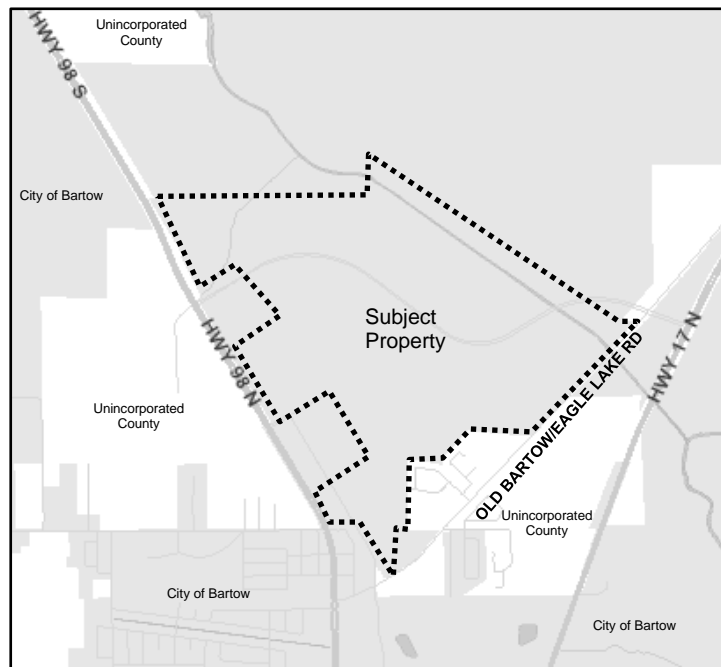 Unincorporated
County
HWY 98 S
City of Bartow
Subject
Property
HWY 98 N
HWY 17 N
OLD BARTOW/EAGLE LAKE RD
Unincorporated
County
Unincorporated
County
City of Bartow
City of Bartow